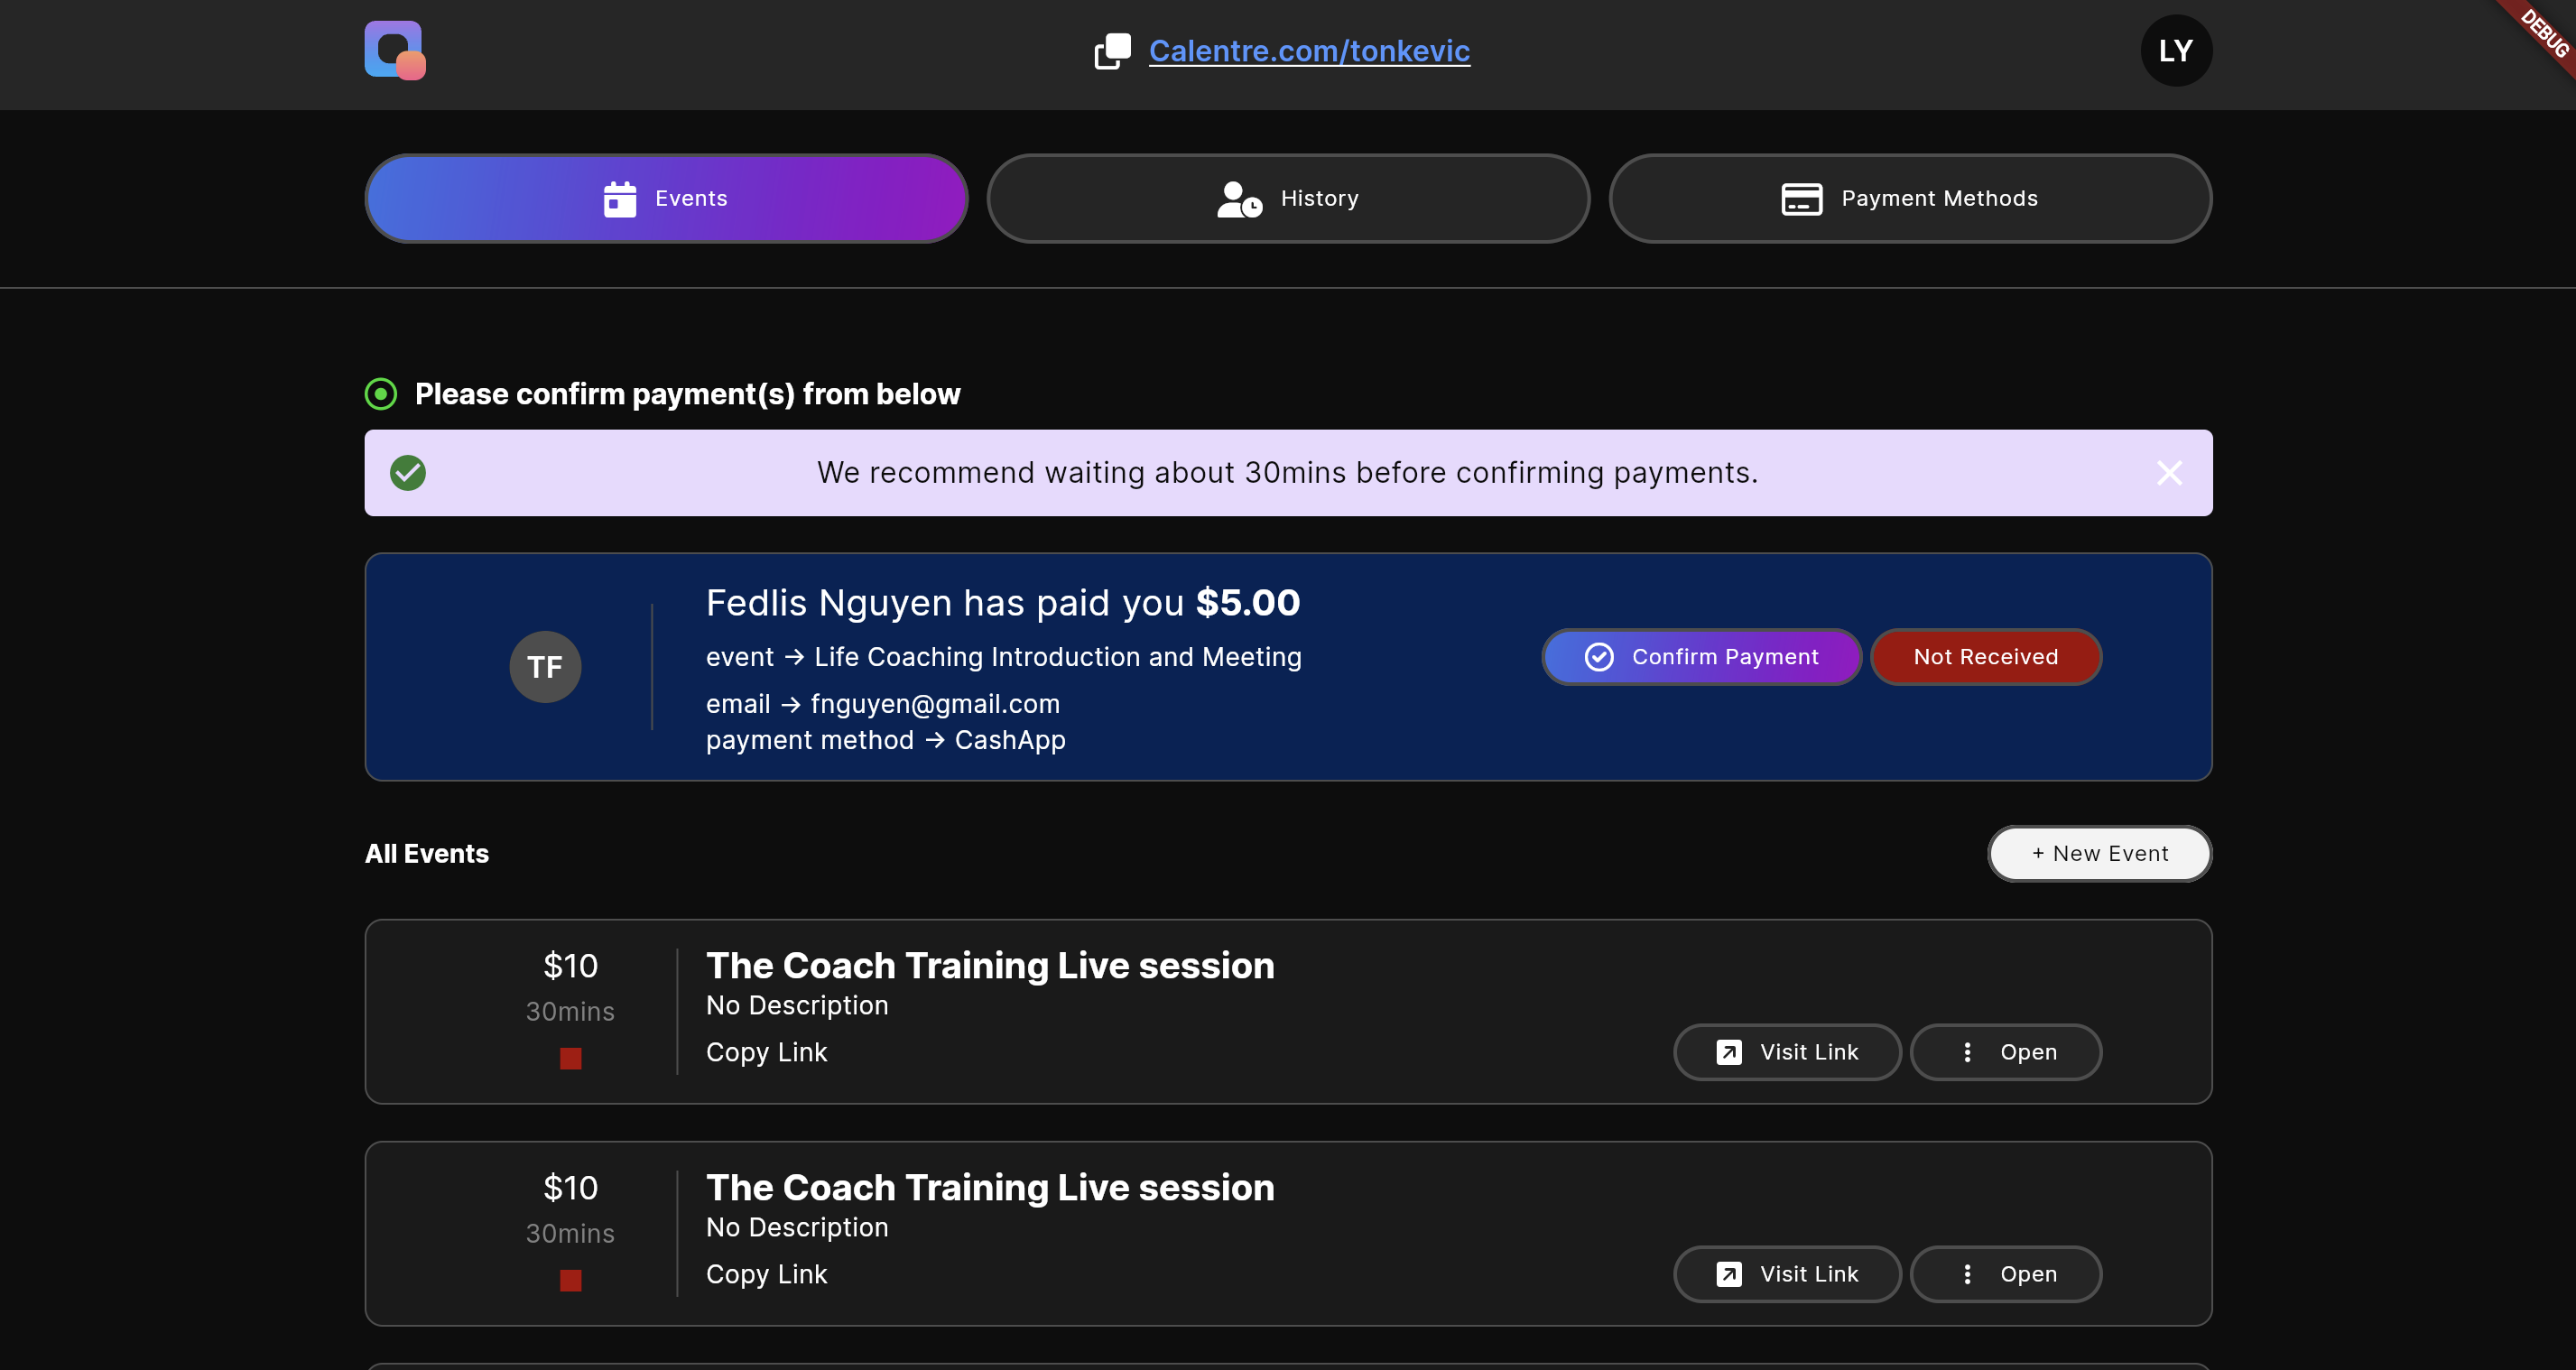 Calentre.com/tonkevic
LY
DEBUG
Events
History
Payment Methods
Please confirm payment(s) from below
We recommend waiting about 30mins before confirming payments.
TF
Fedlis Nguyen has paid you $5.00
event → Life Coaching Introduction and Meeting
email → fnguyen@gmail.com
payment method → CashApp
Confirm Payment
Not Received
All Events
+ New Event
$10
30mins
The Coach Training Live session
No Description
Copy Link
Visit Link
Open
$10
30mins
The Coach Training Live session
No Description
Copy Link
Visit Link
Open